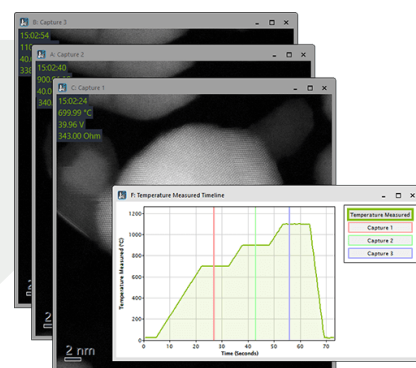 B: Capture 3
15:02:54
A: Capture 2
15:02:40
C: Capture 1
15:02:24
699.99 °C
39.96 V
343.00 Ohm
2 nm
F: Temperature Measured Timeline
Temperature Measured
Capture 1
Capture 2
Capture 3
Temperature Measured (°C)
1200
1000
800
600
400
200
0
0 10 20 30 40 50 60 70
Time (Seconds)